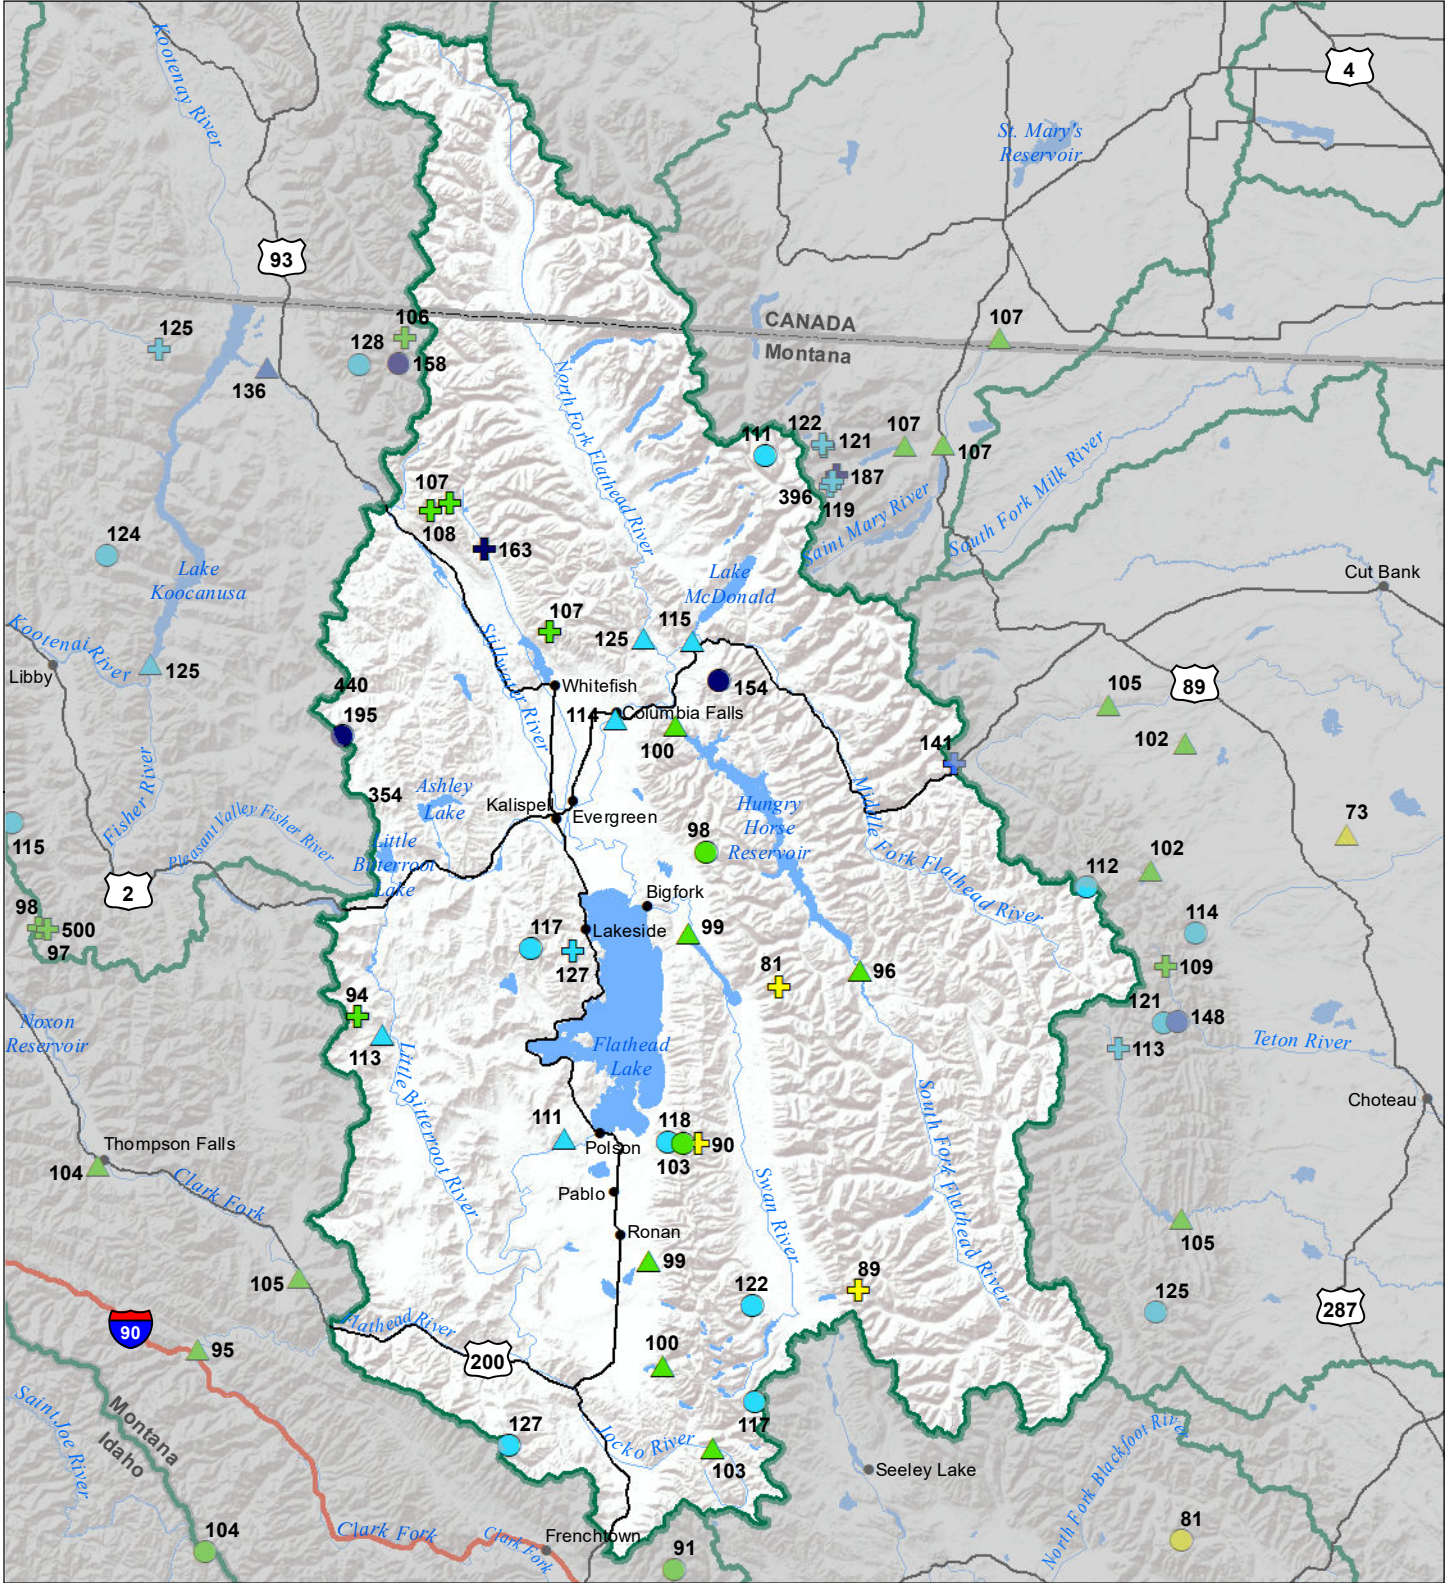 Kootenay River
4
St. Mary's
Reservoir
93
CANADA
Montana
107
106
125
128
158
136
122
121
107
111
107
187
396
119
North Fork Flathead River
Saint Mary River
South Fork Milk River
107
108
163
124
Lake
Koocanusa
Lake
McDonald
Cut Bank
Kootenai River
Libby
125
107
125
115
Stillwater River
Whitefish
154
440
195
114
Columbia Falls
100
89
105
102
141
Fisher River
Pleasant Valley Fisher River
354
Ashley
Lake
Kalispell
Evergreen
Hungry
Horse
Reservoir
Middle Fork Flathead River
73
115
2
Little
Bitterroot
Lake
98
102
112
Bigfork
98
500
97
117
Lakeside
127
99
81
96
114
109
94
113
121
148
113
Noxon
Reservoir
Little Bitterroot River
Flathead
Lake
Teton River
Choteau
Thompson Falls
104
Clark Fork
111
Polson
118
103
90
Pablo
Swan River
South Fork Flathead River
Ronan
99
105
105
122
89
125
287
90
95
Flathead River
200
100
Montana
Idaho
Saint Joe River
127
Jocko River
117
103
Seeley Lake
North Fork Blackfoot River
104
Clark Fork
Clark Fork
Frenchtown
91
81